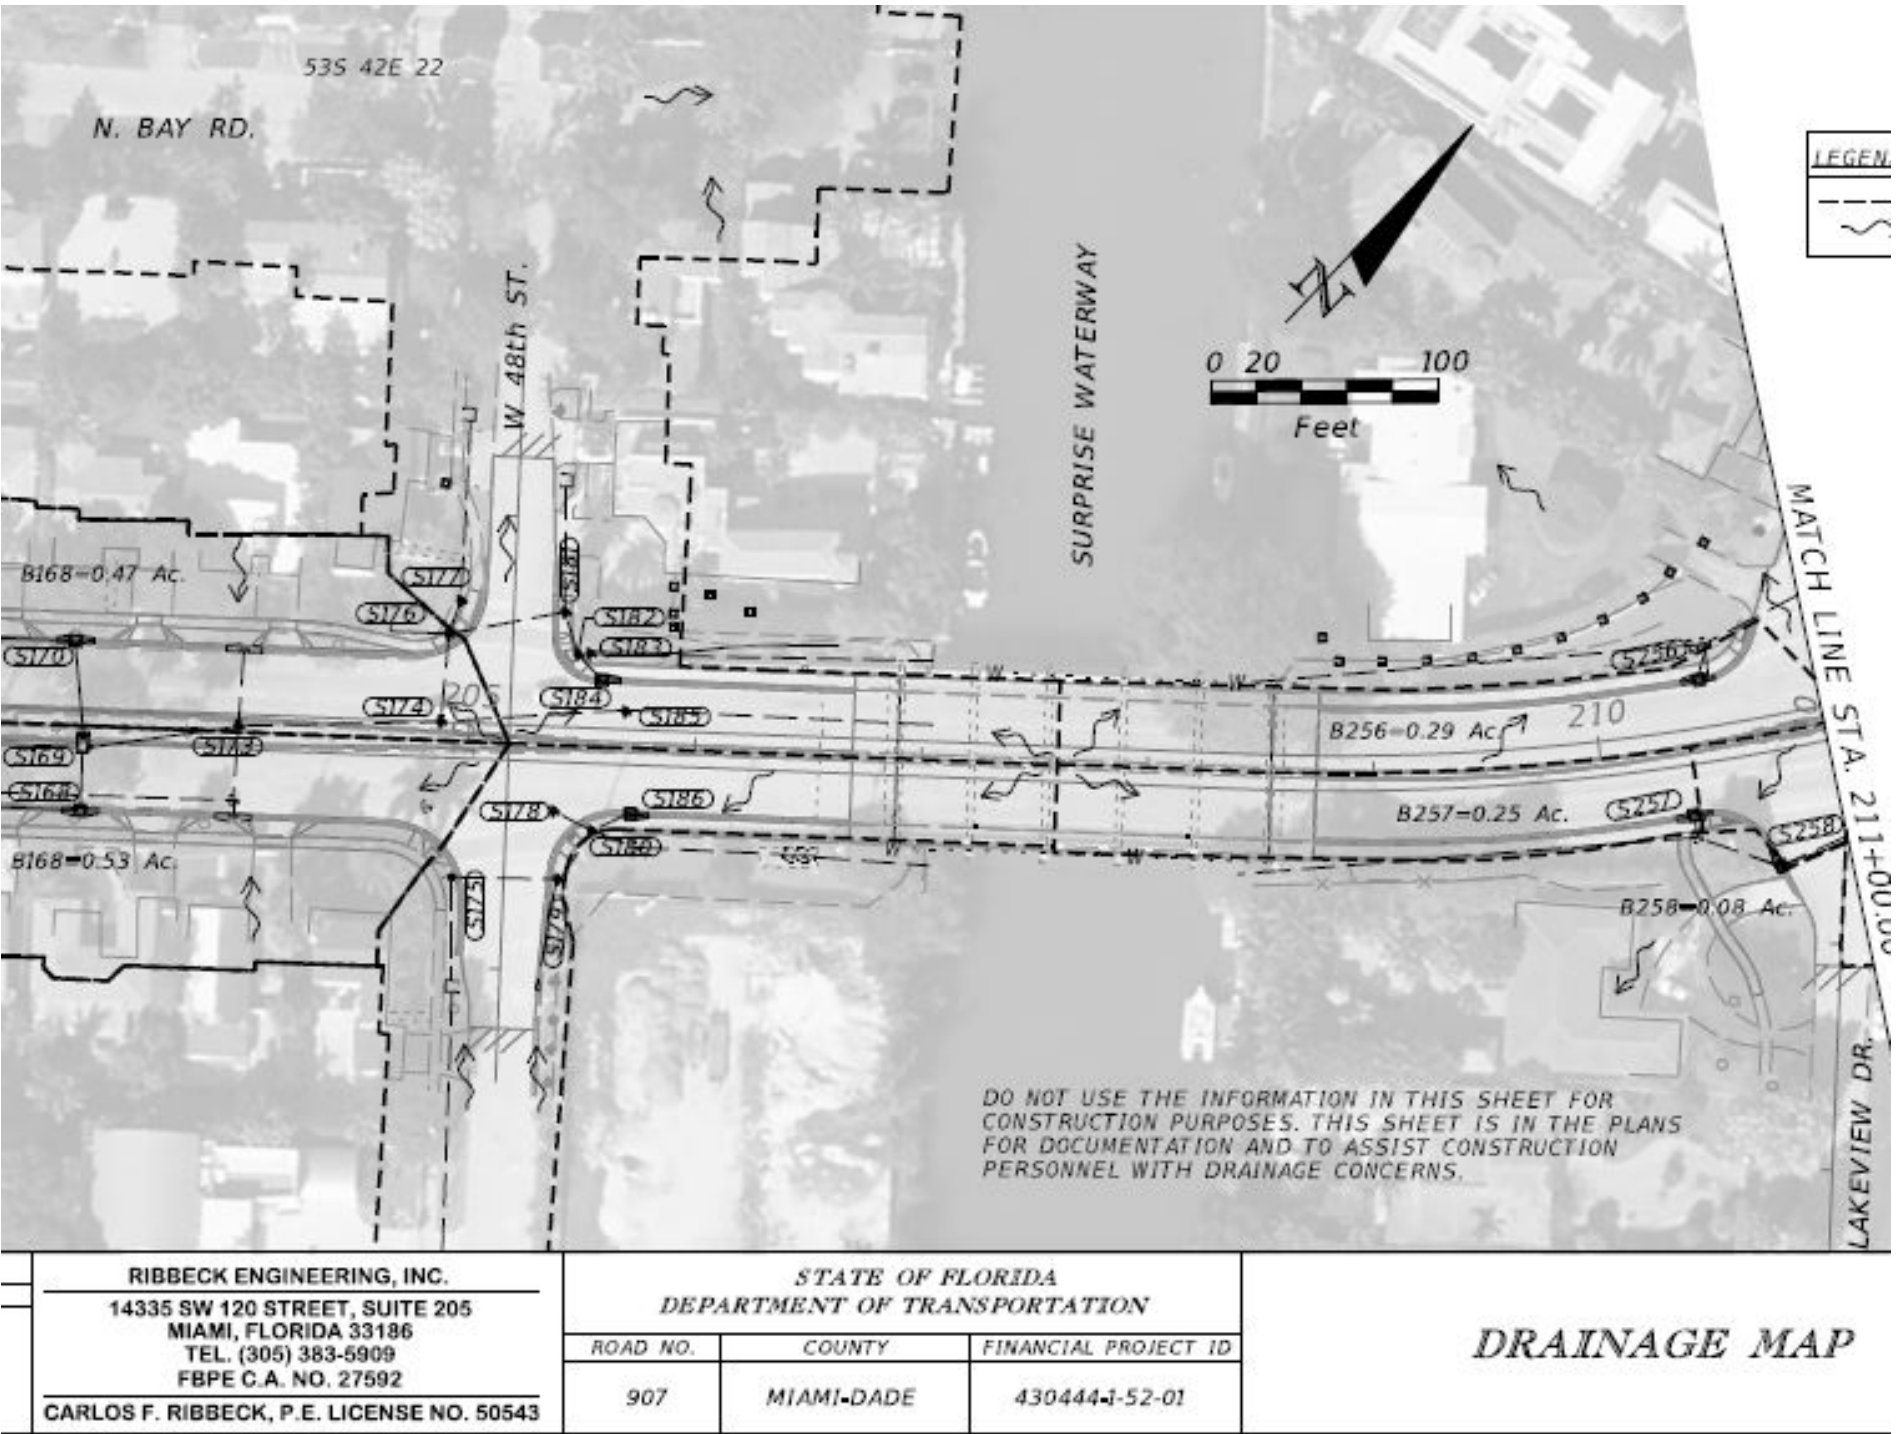 53S 42E 22
N. BAY RD.
W 48th ST.
SURPRISE WATERWAY
N
0 20 100
Feet
LEGEN
MATCH LINE STA. 211+00.00
B168=0.47 Ac.
S177
S176
S181
S182
S183
S170
205
S174
S184
S185
S169
S173
S168
S178
S186
S180
B168=0.53 Ac.
S175
S179
W
W
W
W
S256
B256=0.29 Ac.
210
B257=0.25 Ac.
S257
S258
B258=0.08 Ac.
LAKEVIEW DR.
DO NOT USE THE INFORMATION IN THIS SHEET FOR
CONSTRUCTION PURPOSES. THIS SHEET IS IN THE PLANS
FOR DOCUMENTATION AND TO ASSIST CONSTRUCTION
PERSONNEL WITH DRAINAGE CONCERNS.
RIBBECK ENGINEERING, INC.
14335 SW 120 STREET, SUITE 205
MIAMI, FLORIDA 33186
TEL. (305) 383-5909
FBPE C.A. NO. 27592
CARLOS F. RIBBECK, P.E. LICENSE NO. 50543
STATE OF FLORIDA
DEPARTMENT OF TRANSPORTATION
ROAD NO. COUNTY FINANCIAL PROJECT ID
907 MIAMI-DADE 430444-1-52-01
DRAINAGE MAP